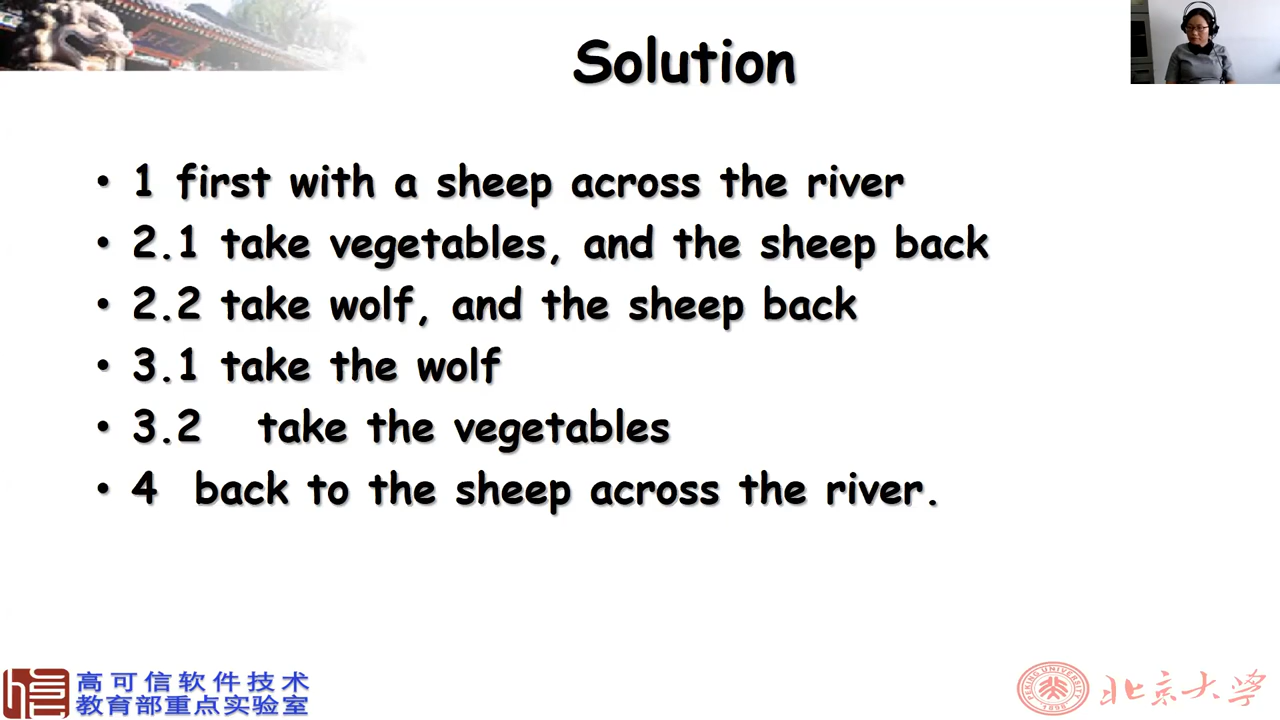 Solution
• 1 first with a sheep across the river
• 2.1 take vegetables, and the sheep back
• 2.2 take wolf, and the sheep back
• 3.1 take the wolf
• 3.2 take the vegetables
• 4 back to the sheep across the river.
高可信软件技术
教育部重点实验室
PEKING UNIVERSITY
1898
北京大学